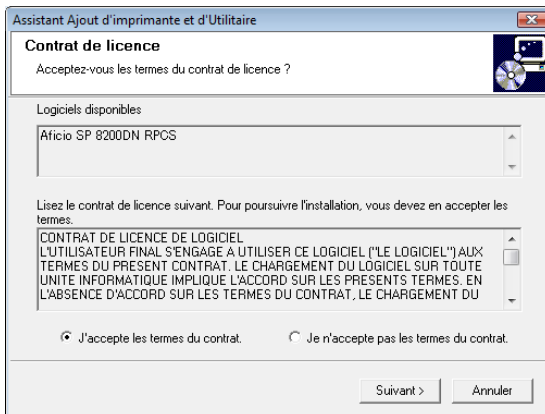 Assistant Ajout d'imprimante et d'Utilitaire
Contrat de licence
Acceptez-vous les termes du contrat de licence ?
Logiciels disponibles
Aficio SP 8200DN RPCS
Lisez le contrat de licence suivant. Pour poursuivre l'installation, vous devez en accepter les
termes.
CONTRAT DE LICENCE DE LOGICIEL
L'UTILISATEUR FINAL S'ENGAGE A UTILISER CE LOGICIEL ("LE LOGICIEL") AUX
TERMES DU PRESENT CONTRAT. LE CHARGEMENT DU LOGICIEL SUR TOUTE
UNITE INFORMATIQUE IMPLIQUE L'ACCORD SUR LES PRESENTS TERMES. EN
L'ABSENCE D'ACCORD SUR LES TERMES DU CONTRAT, LE CHARGEMENT DU
J'accepte les termes du contrat. Je n'accepte pas les termes du contrat.
Suivant > Annuler